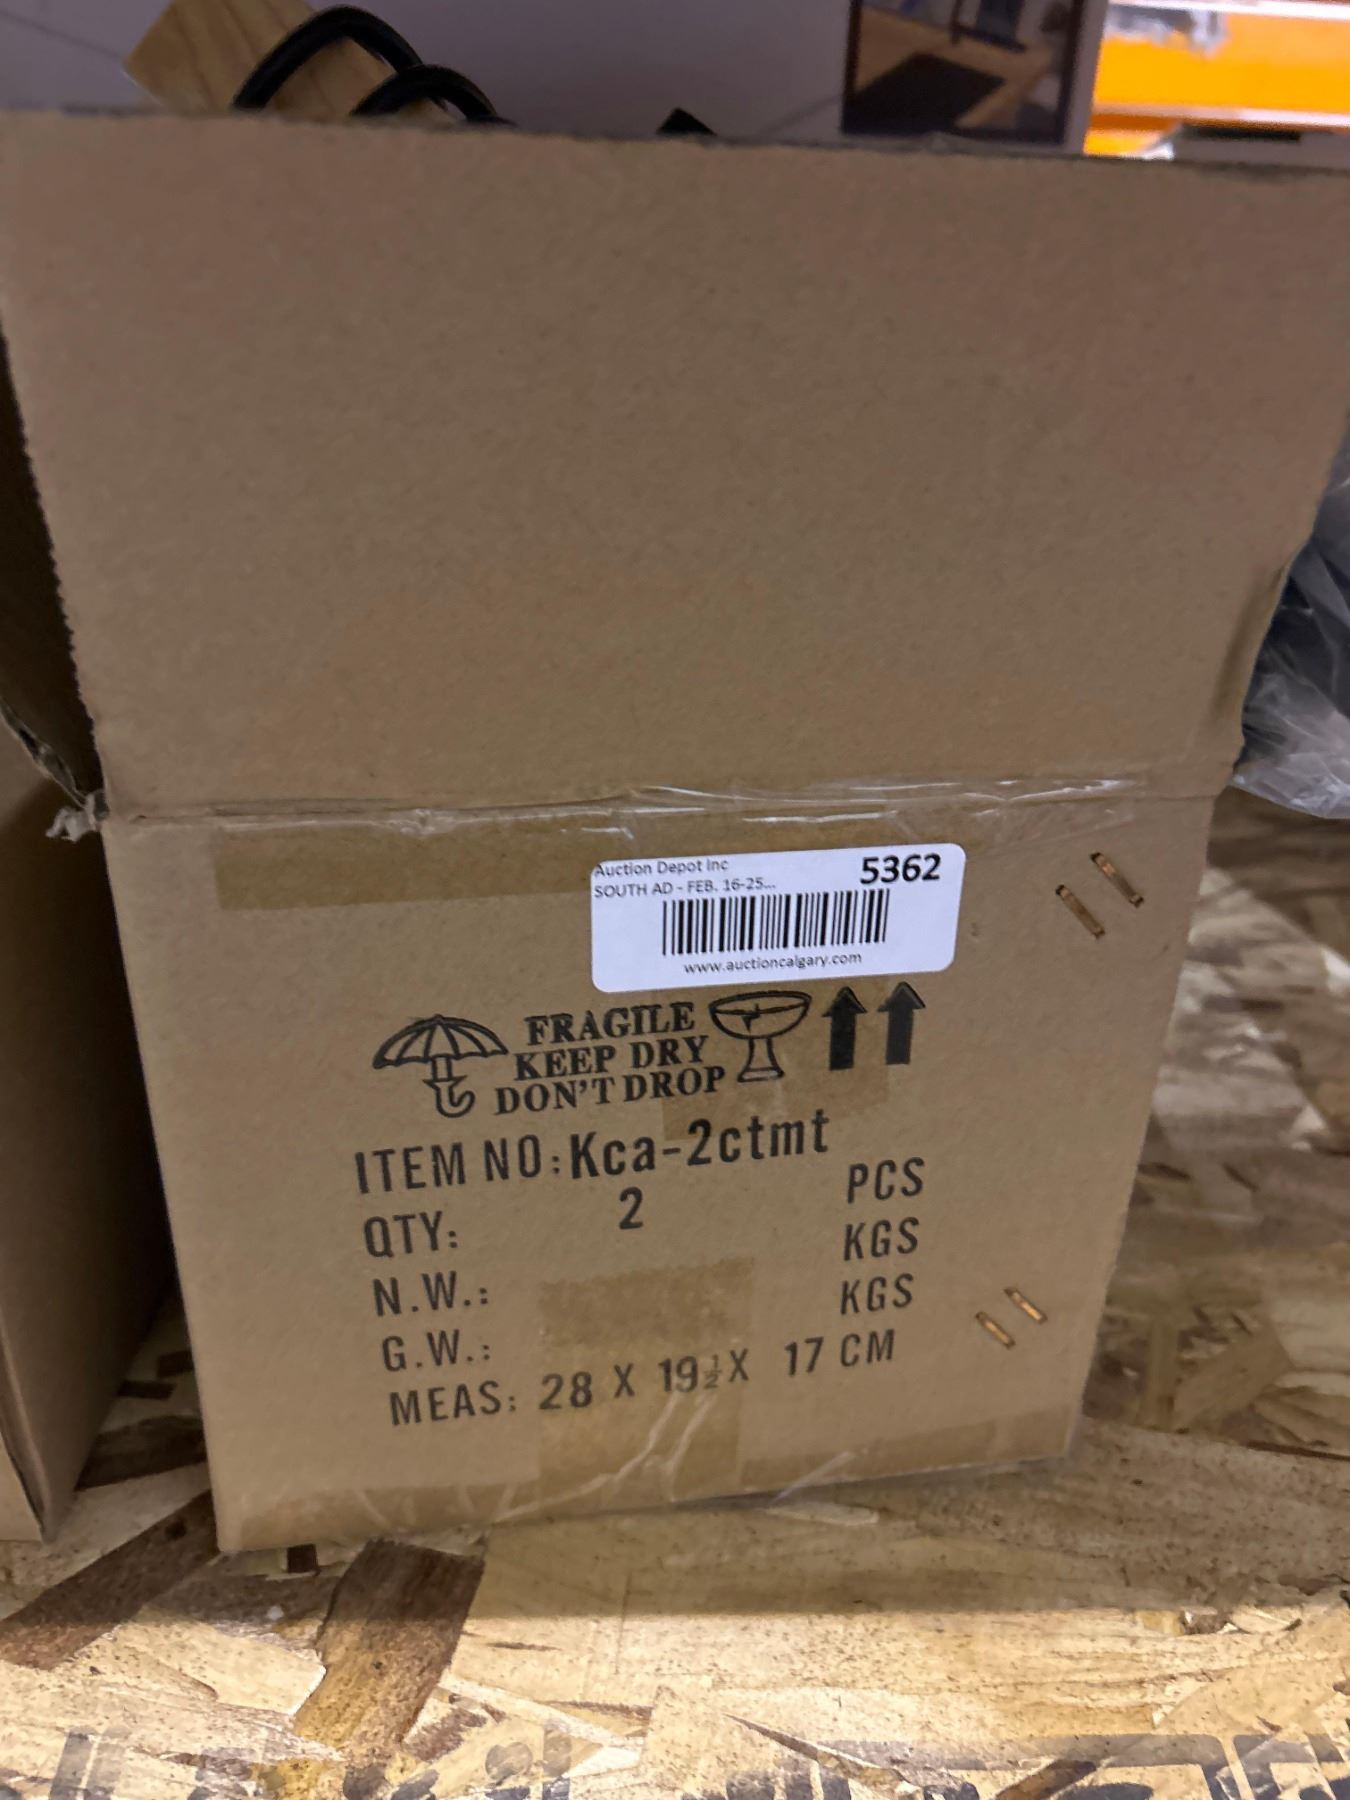 Auction Depot Inc
5362
SOUTH AD - FEB. 16-25...
www.auctioncalgary.com
FRAGILE
KEEP DRY
DON'T DROP
ITEM NO: Kca-2ctmt
QTY: 2 PCS
N.W.: KGS
G.W.: KGS
MEAS: 28 X 19½ X 17 CM